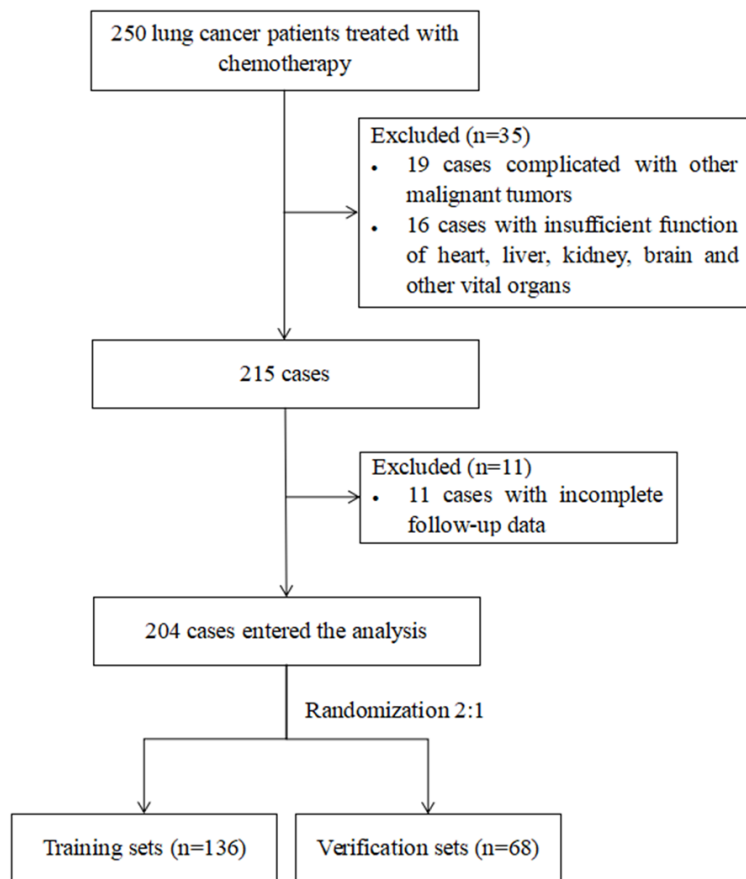 250 lung cancer patients treated with
chemotherapy
Excluded (n=35)
• 19 cases complicated with other
malignant tumors
• 16 cases with insufficient function
of heart, liver, kidney, brain and
other vital organs
215 cases
Excluded (n=11)
• 11 cases with incomplete
follow-up data
204 cases entered the analysis
Randomization 2:1
Training sets (n=136)
Verification sets (n=68)